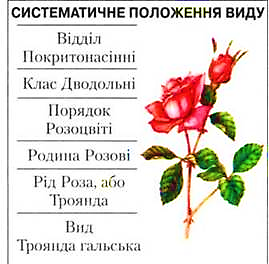 СИСТЕМАТИЧНЕ ПОЛОЖЕННЯ ВИДУ
Відділ
Покритонасінні
Клас Дводольні
Порядок
Розоцвіті
Родина Розові
Рід Роза, або
Троянда
Вид
Троянда гальська